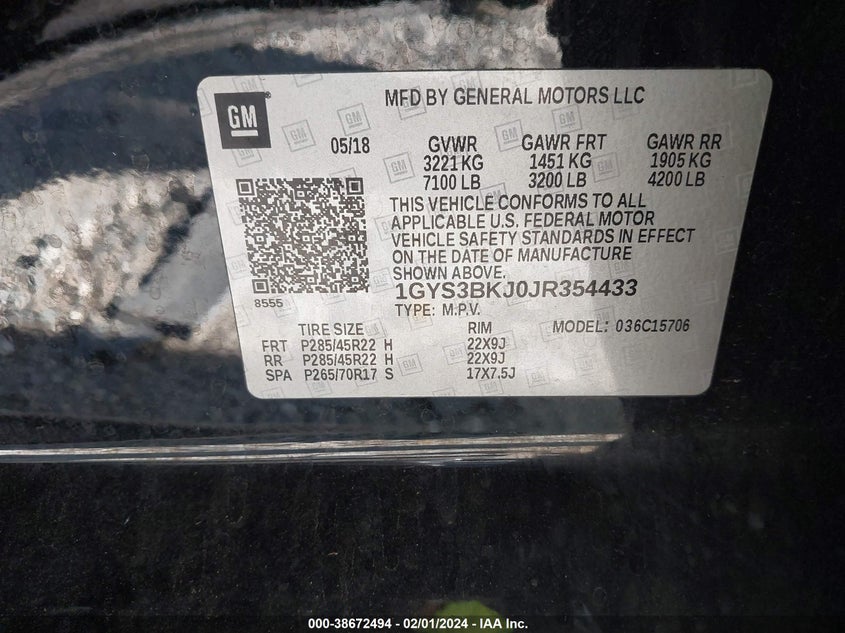 GM
MFD BY GENERAL MOTORS LLC
05/18 GVWR GAWR FRT GAWR RR
3221 KG 1451 KG 1905 KG
7100 LB 3200 LB 4200 LB
THIS VEHICLE CONFORMS TO ALL
APPLICABLE U.S. FEDERAL MOTOR
VEHICLE SAFETY STANDARDS IN EFFECT
ON THE DATE OF MANUFACTURE
SHOWN ABOVE.
8555
1GYS3BKJ0JR354433
TYPE: M.P.V.
TIRE SIZE RIM MODEL: 036C15706
FRT P285/45R22 H 22X9J
RR P285/45R22 H 22X9J
SPA P265/70R17 S 17X7.5J
000-38672494 - 02/01/2024 - IAA Inc.